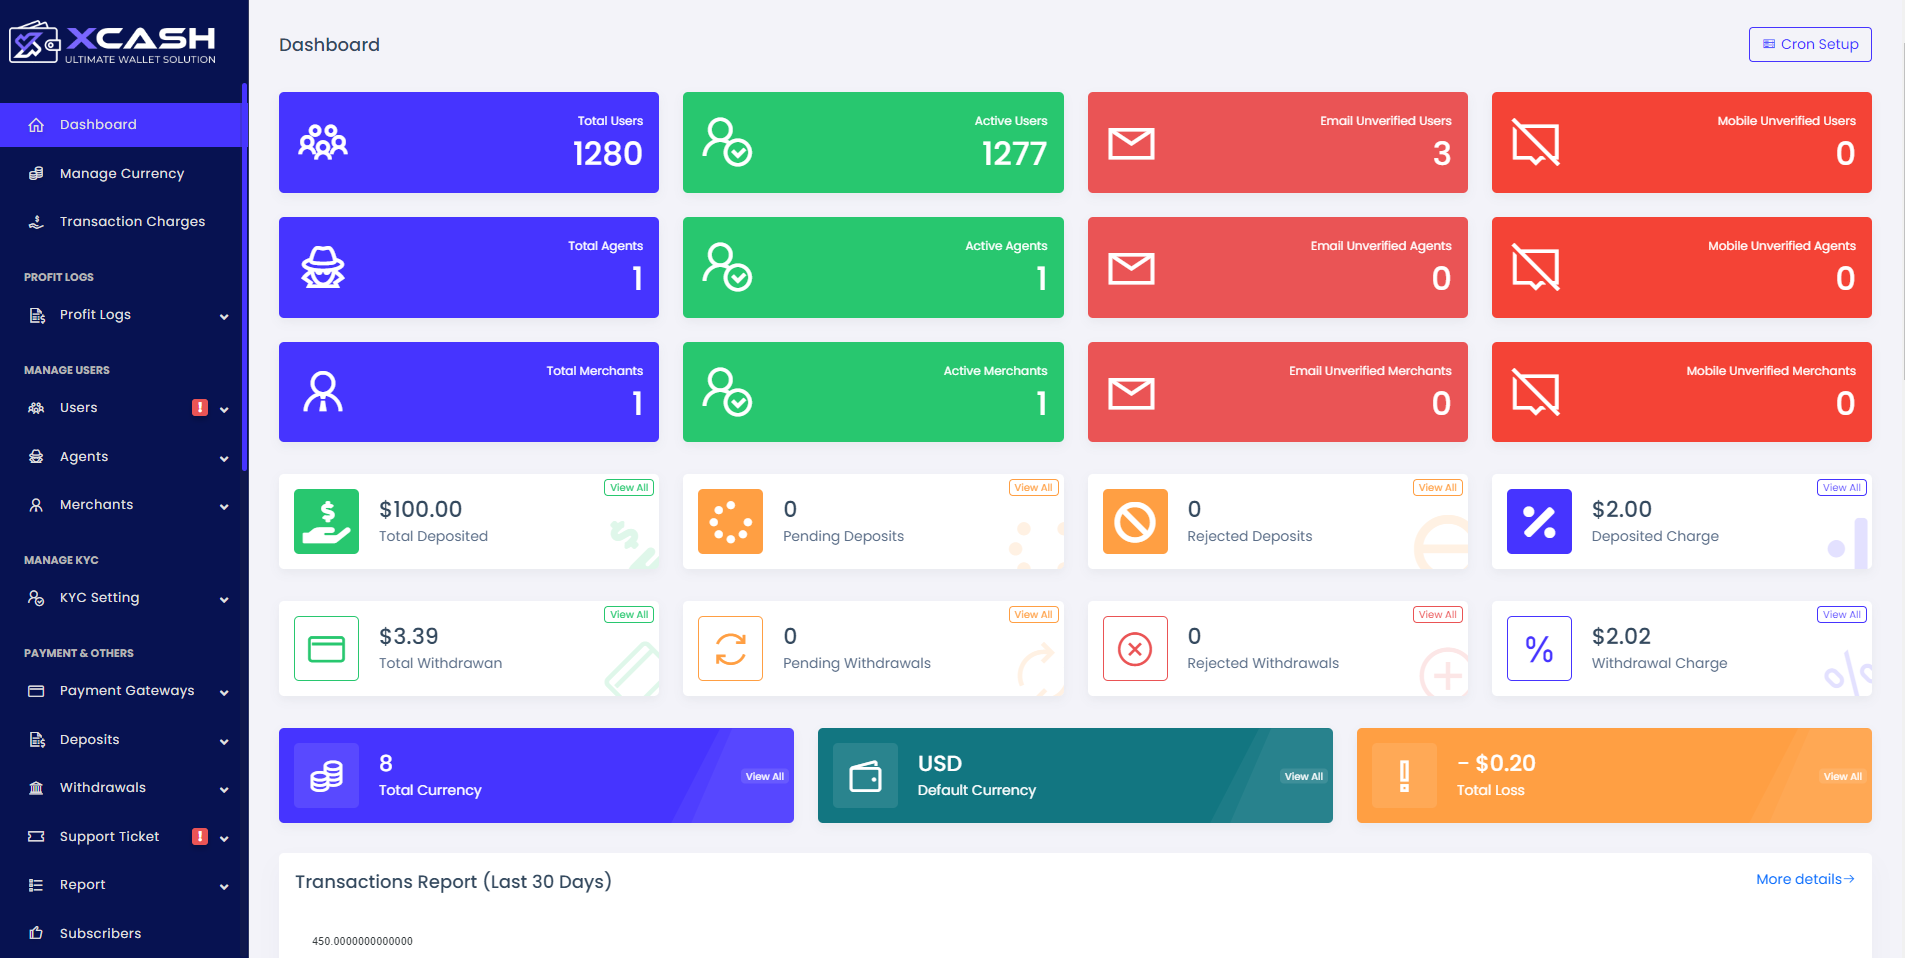 XCASH
ULTIMATE WALLET SOLUTION
Dashboard
Manage Currency
Transaction Charges
PROFIT LOGS
Profit Logs
MANAGE USERS
Users
Agents
Merchants
MANAGE KYC
KYC Setting
PAYMENT & OTHERS
Payment Gateways
Deposits
Withdrawals
Support Ticket
Report
Subscribers
Dashboard
Cron Setup
Total Users
1280
Active Users
1277
Email Unverified Users
3
Mobile Unverified Users
0
Total Agents
1
Active Agents
1
Email Unverified Agents
0
Mobile Unverified Agents
0
Total Merchants
1
Active Merchants
1
Email Unverified Merchants
0
Mobile Unverified Merchants
0
View All
$100.00
Total Deposited
View All
0
Pending Deposits
View All
0
Rejected Deposits
View All
$2.00
Deposited Charge
View All
$3.39
Total Withdrawan
View All
0
Pending Withdrawals
View All
0
Rejected Withdrawals
View All
$2.02
Withdrawal Charge
8
Total Currency
View All
USD
Default Currency
View All
- $0.20
Total Loss
View All
Transactions Report (Last 30 Days)
More details→
450.0000000000000